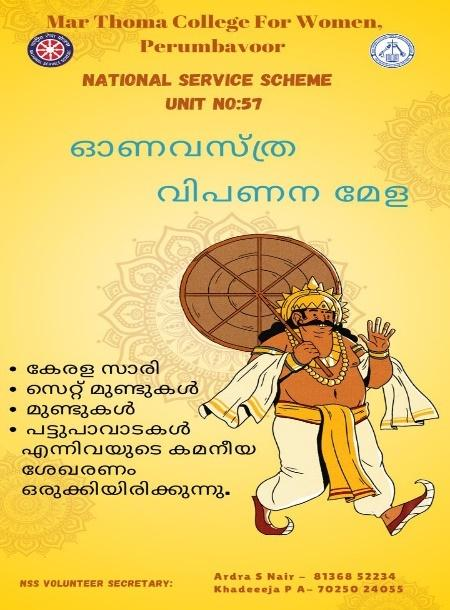 Mar Thoma College For Women,
Perumbavoor
NATIONAL SERVICE SCHEME
UNIT NO:57
ഓണവസ്ത്ര
വിപണന മേള
• കേരള സാരി
• സെറ്റ് മുണ്ടുകൾ
• മുണ്ടുകൾ
• പട്ടുപാവാടകൾ
എന്നിവയുടെ കമനീയ
ശേഖരണം
ഒരുക്കിയിരിക്കുന്നു.
NSS VOLUNTEER SECRETARY:
Ardra S Nair - 81368 52234
Khadeeeja P A- 70250 24055